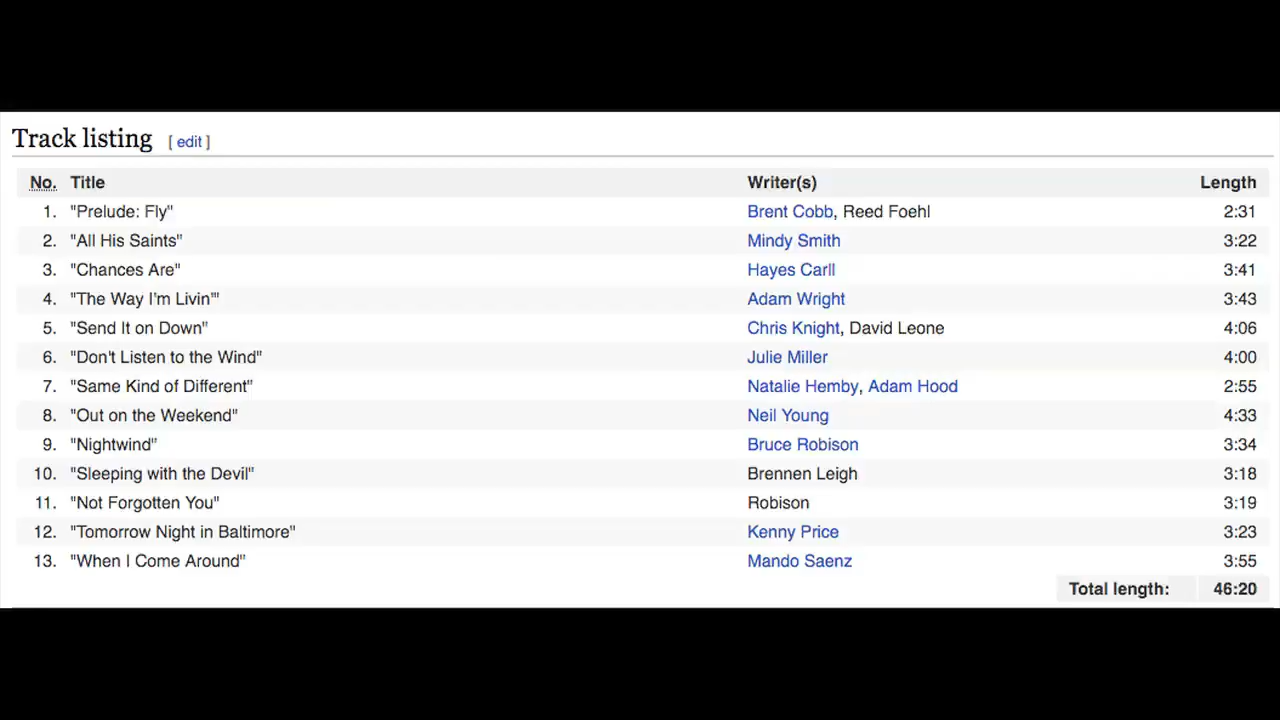 Track listing [ edit ]
No. Title Writer(s) Length
1. "Prelude: Fly" Brent Cobb, Reed Foehl 2:31
2. "All His Saints" Mindy Smith 3:22
3. "Chances Are" Hayes Carll 3:41
4. "The Way I'm Livin'" Adam Wright 3:43
5. "Send It on Down" Chris Knight, David Leone 4:06
6. "Don't Listen to the Wind" Julie Miller 4:00
7. "Same Kind of Different" Natalie Hemby, Adam Hood 2:55
8. "Out on the Weekend" Neil Young 4:33
9. "Nightwind" Bruce Robison 3:34
10. "Sleeping with the Devil" Brennen Leigh 3:18
11. "Not Forgotten You" Robison 3:19
12. "Tomorrow Night in Baltimore" Kenny Price 3:23
13. "When I Come Around" Mando Saenz 3:55
Total length: 46:20